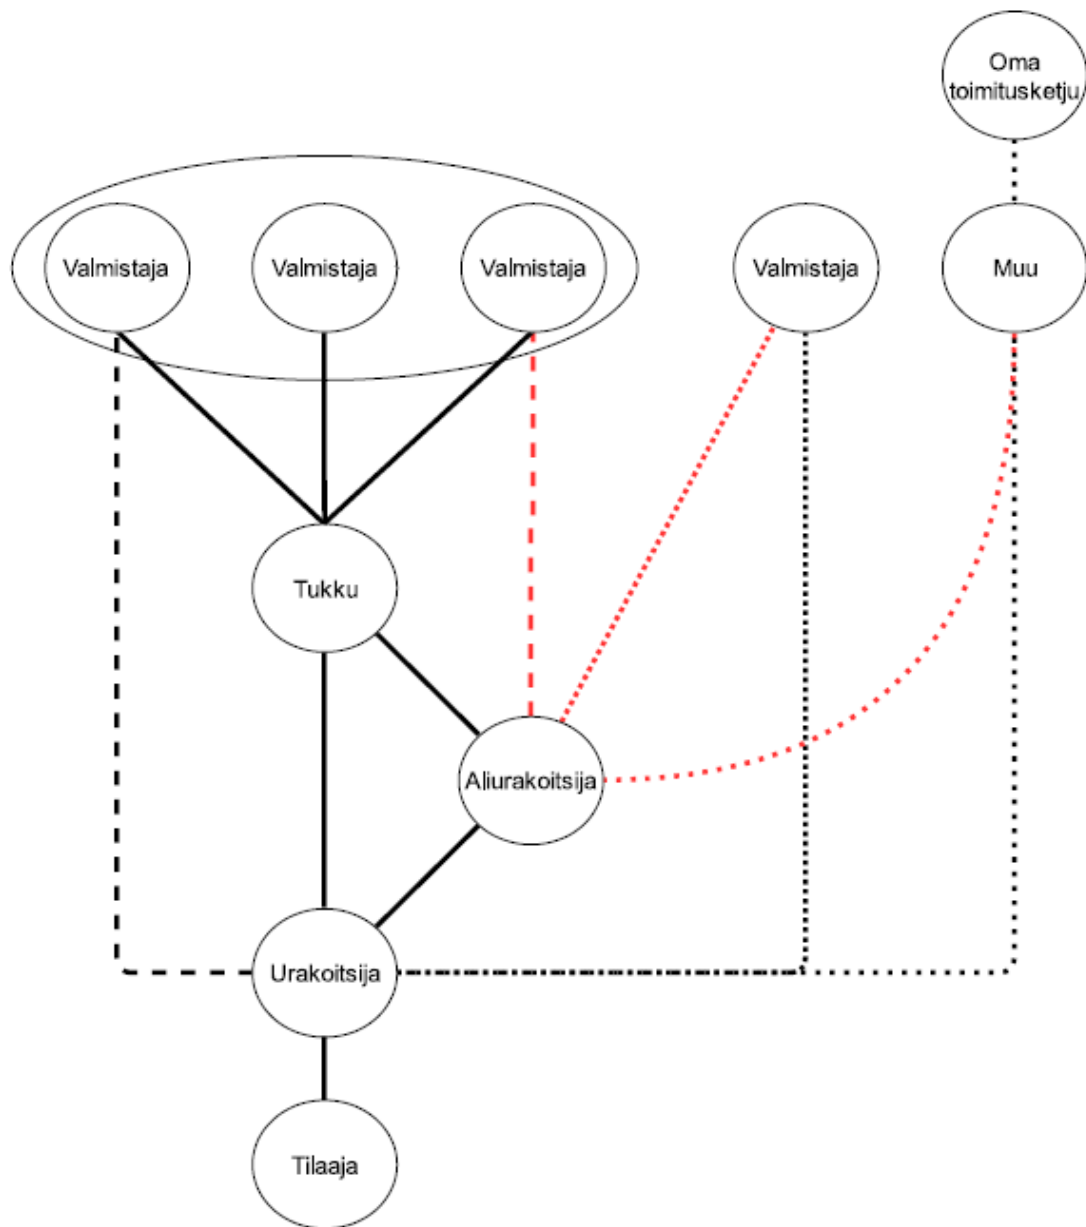 Oma
toimitusketju
Valmistaja
Valmistaja
Valmistaja
Valmistaja
Muu
Tukku
Aliurakoitsija
Urakoitsija
Tilaaja